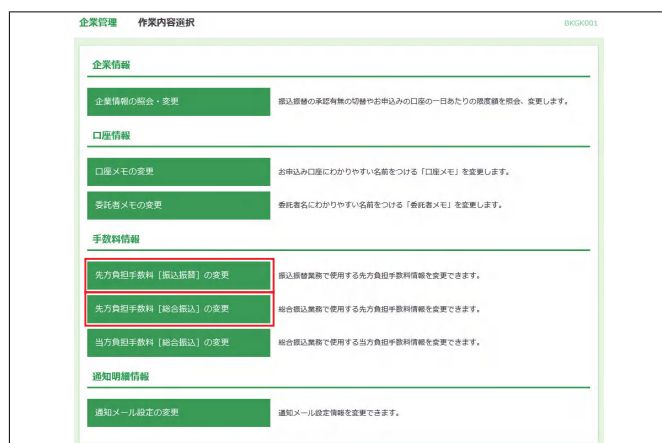 企業管理 作業内容選択 BKGK001
企業情報
企業情報の照会・変更 振込振替の承認有無の切替やお申込みの口座の一日あたりの限度額を照会、変更します。
口座情報
口座メモの変更 お申込み口座にわかりやすい名前をつける「口座メモ」を変更します。
委託者メモの変更 委託者名にわかりやすい名前をつける「委託者メモ」を変更します。
手数料情報
先方負担手数料［振込振替］の変更 振込振替業務で使用する先方負担手数料情報を変更できます。
先方負担手数料［総合振込］の変更 総合振込業務で使用する先方負担手数料情報を変更できます。
当方負担手数料［総合振込］の変更 総合振込業務で使用する当方負担手数料情報を変更できます。
通知明細情報
通知メール設定の変更 通知メール設定情報を変更できます。